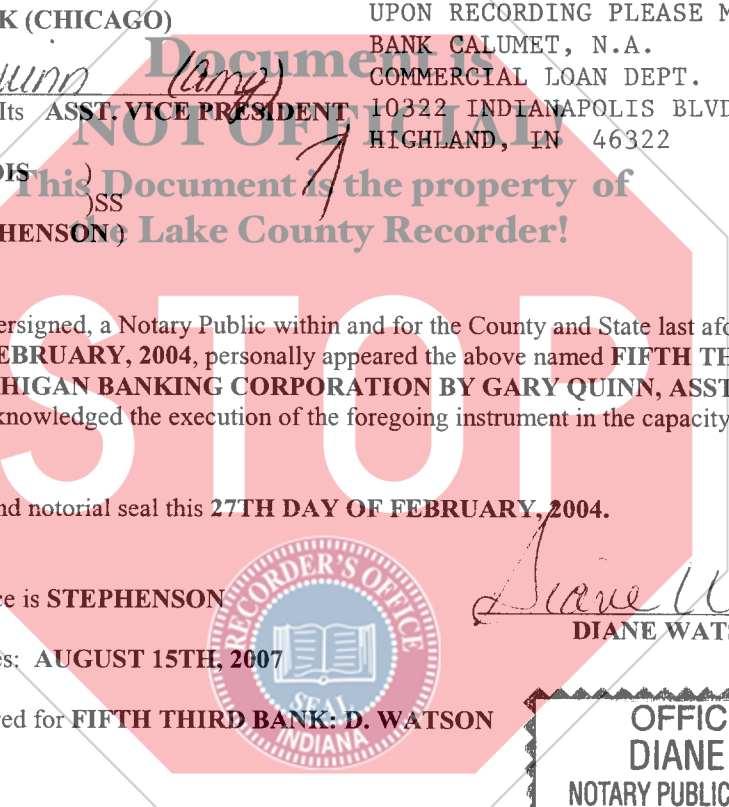 K (CHICAGO)
uinn (amg)
Its ASST. VICE PRESIDENT
UPON RECORDING PLEASE M
BANK CALUMET, N.A.
COMMERCIAL LOAN DEPT.
10322 INDIANAPOLIS BLVD
HIGHLAND, IN 46322
Document is
NOT OFFICIAL!
This Document is the property of
the Lake County Recorder!
OIS )
)SS
HENSON )
STOP
ersigned, a Notary Public within and for the County and State last afo
EBRUARY, 2004, personally appeared the above named FIFTH TH
HIGAN BANKING CORPORATION BY GARY QUINN, ASST
knowledged the execution of the foregoing instrument in the capacity
nd notorial seal this 27TH DAY OF FEBRUARY, 2004.
ce is STEPHENSON
Diane W
DIANE WATS
es: AUGUST 15TH, 2007
ed for FIFTH THIRD BANK: D. WATSON
RECORDER'S OFFICE
SEAL
INDIANA
OFFIC
DIANE
NOTARY PUBLIC